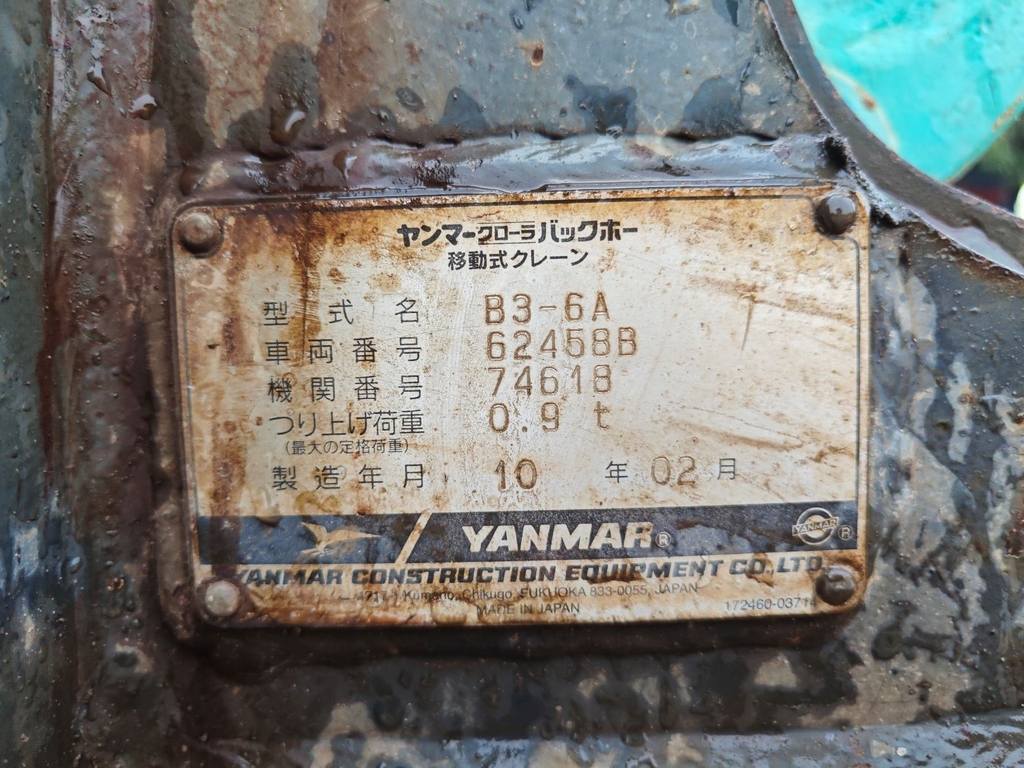 ヤンマークローラバックホー
移動式クレーン
型式名 B3-6A
車両番号 62458B
機関番号 74618
つり上げ荷重 0.9 t
(最大の定格荷重)
製造年月 10 年 02 月
YANMAR® YANMAR ®
YANMAR CONSTRUCTION EQUIPMENT CO., LTD.
Kumano, Chikugo, FUKUOKA 833-0055, JAPAN
MADE IN JAPAN 172460-0371